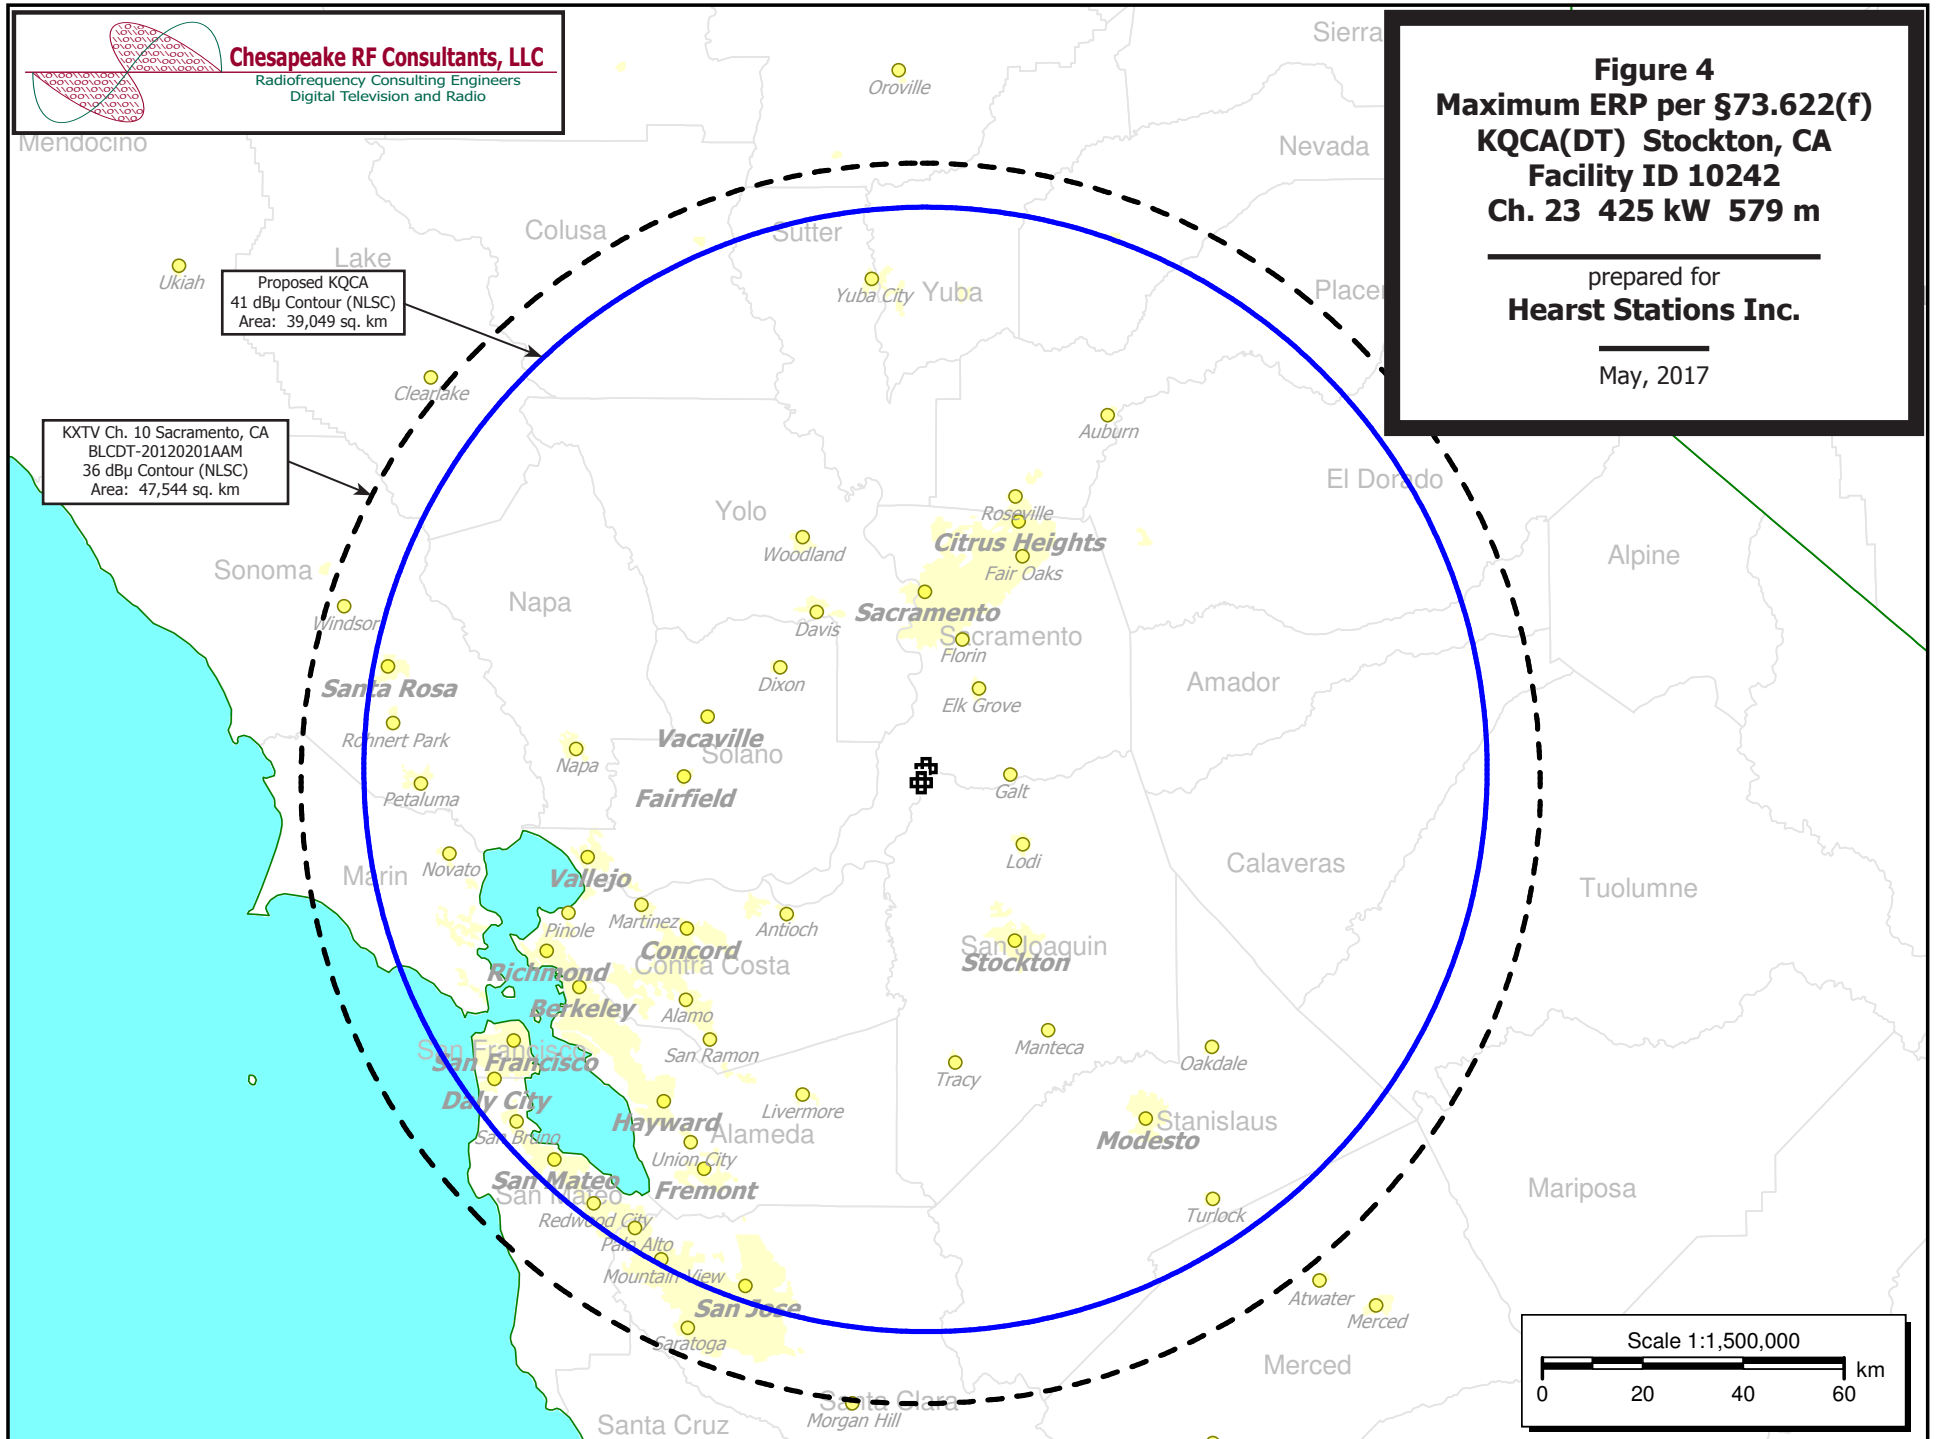 Chesapeake RF Consultants, LLC
Radiofrequency Consulting Engineers
Digital Television and Radio
Figure 4
Maximum ERP per §73.622(f)
KQCA(DT) Stockton, CA
Facility ID 10242
Ch. 23 425 kW 579 m
prepared for
Hearst Stations Inc.
May, 2017
Sierra
Oroville
Mendocino
Nevada
Colusa
Sutter
Lake
Ukiah
Proposed KQCA
41 dBµ Contour (NLSC)
Area: 39,049 sq. km
Yuba City
Yuba
Placer
Clearlake
Auburn
KXTV Ch. 10 Sacramento, CA
BLCDT-20120201AAM
36 dBµ Contour (NLSC)
Area: 47,544 sq. km
El Dorado
Yolo
Roseville
Woodland
Citrus Heights
Alpine
Sonoma
Fair Oaks
Napa
Windsor
Davis
Sacramento
Sacramento
Florin
Santa Rosa
Dixon
Elk Grove
Amador
Rohnert Park
Vacaville
Solano
Napa
Petaluma
Fairfield
Galt
Lodi
Calaveras
Marin
Novato
Vallejo
Tuolumne
Pinole
Martinez
Antioch
Concord
San Joaquin
Stockton
Contra Costa
Richmond
Berkeley
Alamo
San Ramon
San Francisco
San Francisco
Manteca
Oakdale
Tracy
Daly City
Livermore
Hayward
Alameda
San Bruno
Stanislaus
Modesto
Union City
San Mateo
San Mateo
Fremont
Mariposa
Redwood City
Turlock
Palo Alto
Mountain View
San Jose
Atwater
Merced
Saratoga
Merced
Santa Clara
Morgan Hill
Santa Cruz
Scale 1:1,500,000
km
0 20 40 60